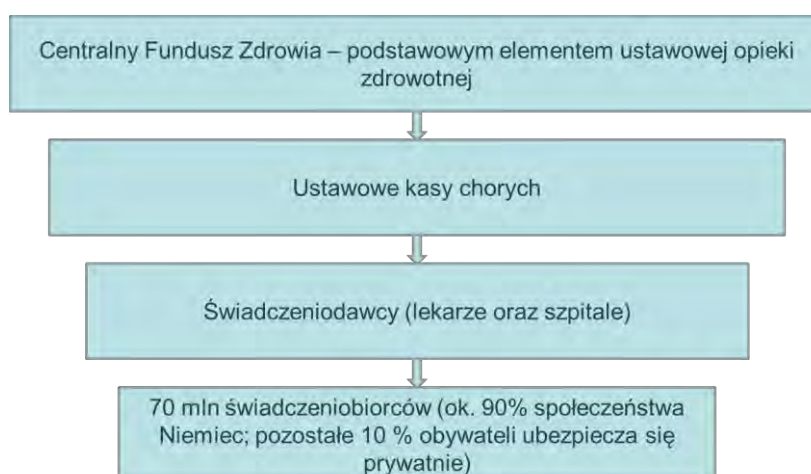 Centralny Fundusz Zdrowia – podstawowym elementem ustawowej opieki
zdrowotnej
Ustawowe kasy chorych
Świadczeniodawcy (lekarze oraz szpitale)
70 mln świadczeniobiorców (ok. 90% społeczeństwa
Niemiec; pozostałe 10 % obywateli ubezpiecza się
prywatnie)